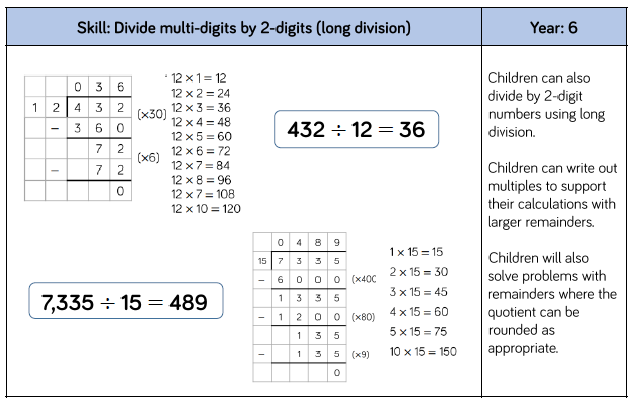 Skill: Divide multi-digits by 2-digits (long division)
Year: 6
0 3 6
1 2 4 3 2
− 3 6 0 (×30)
7 2
− 7 2 (×6)
0
12 × 1 = 12
12 × 2 = 24
12 × 3 = 36
12 × 4 = 48
12 × 5 = 60
12 × 6 = 72
12 × 7 = 84
12 × 8 = 96
12 × 7 = 108
12 × 10 = 120
432 ÷ 12 = 36
7,335 ÷ 15 = 489
0 4 8 9
15 7 3 3 5
− 6 0 0 0 (×400
1 3 3 5
− 1 2 0 0 (×80)
1 3 5
− 1 3 5 (×9)
0
1 × 15 = 15
2 × 15 = 30
3 × 15 = 45
4 × 15 = 60
5 × 15 = 75
10 × 15 = 150
Children can also
divide by 2-digit
numbers using long
division.
Children can write out
multiples to support
their calculations with
larger remainders.
Children will also
solve problems with
remainders where the
quotient can be
rounded as
appropriate.